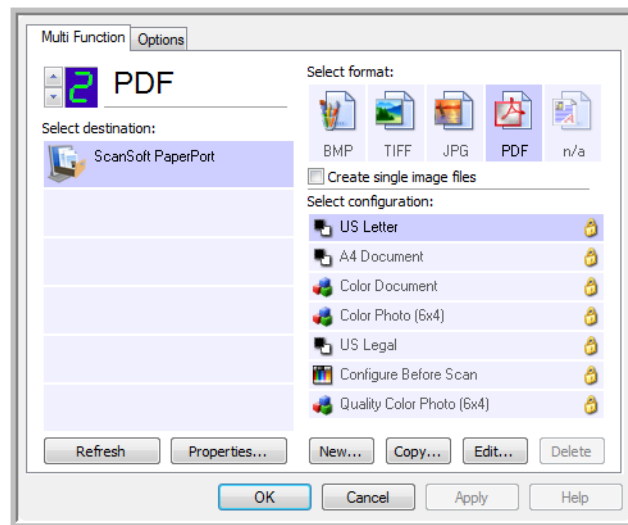 Multi Function
Options
2
PDF
Select destination:
ScanSoft PaperPort
Refresh
Properties...
Select format:
BMP
TIFF
JPG
PDF
n/a
Create single image files
Select configuration:
US Letter
A4 Document
Color Document
Color Photo (6x4)
US Legal
Configure Before Scan
Quality Color Photo (6x4)
New...
Copy...
Edit...
Delete
OK
Cancel
Apply
Help